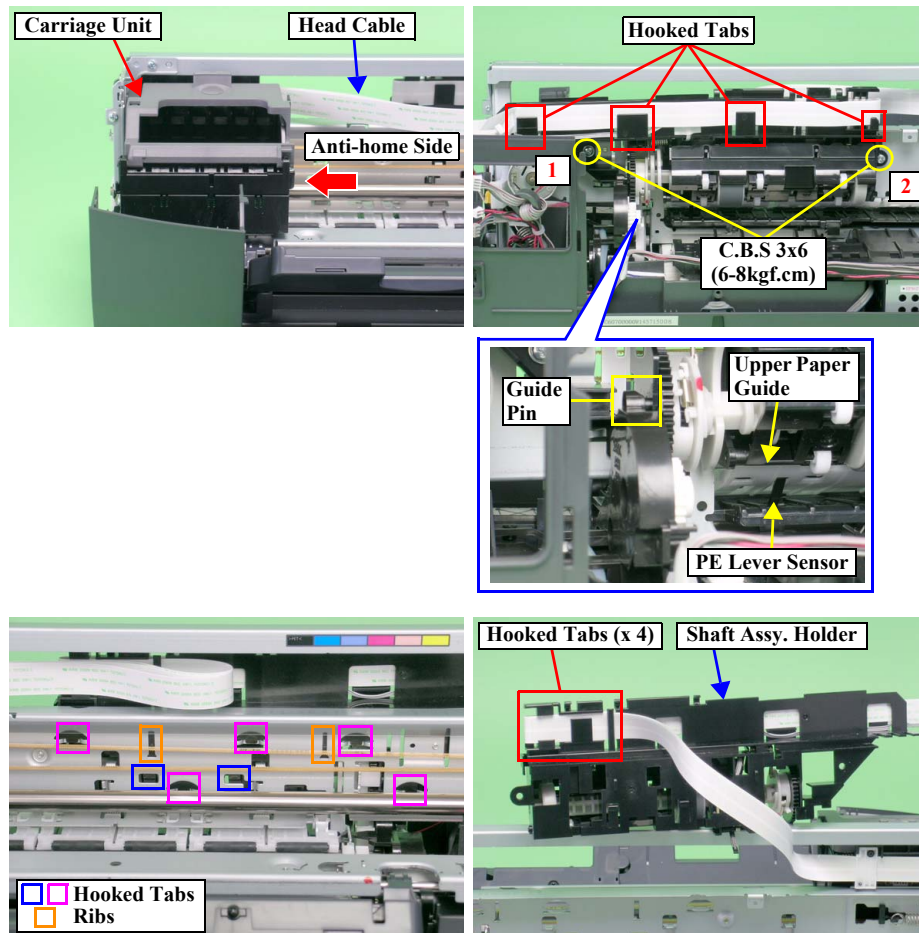 Carriage Unit
Head Cable
Anti-home Side
Hooked Tabs
1
2
C.B.S 3x6
(6-8kgf.cm)
Guide
Pin
Upper Paper
Guide
PE Lever Sensor
Hooked Tabs
Ribs
Hooked Tabs (x 4)
Shaft Assy. Holder